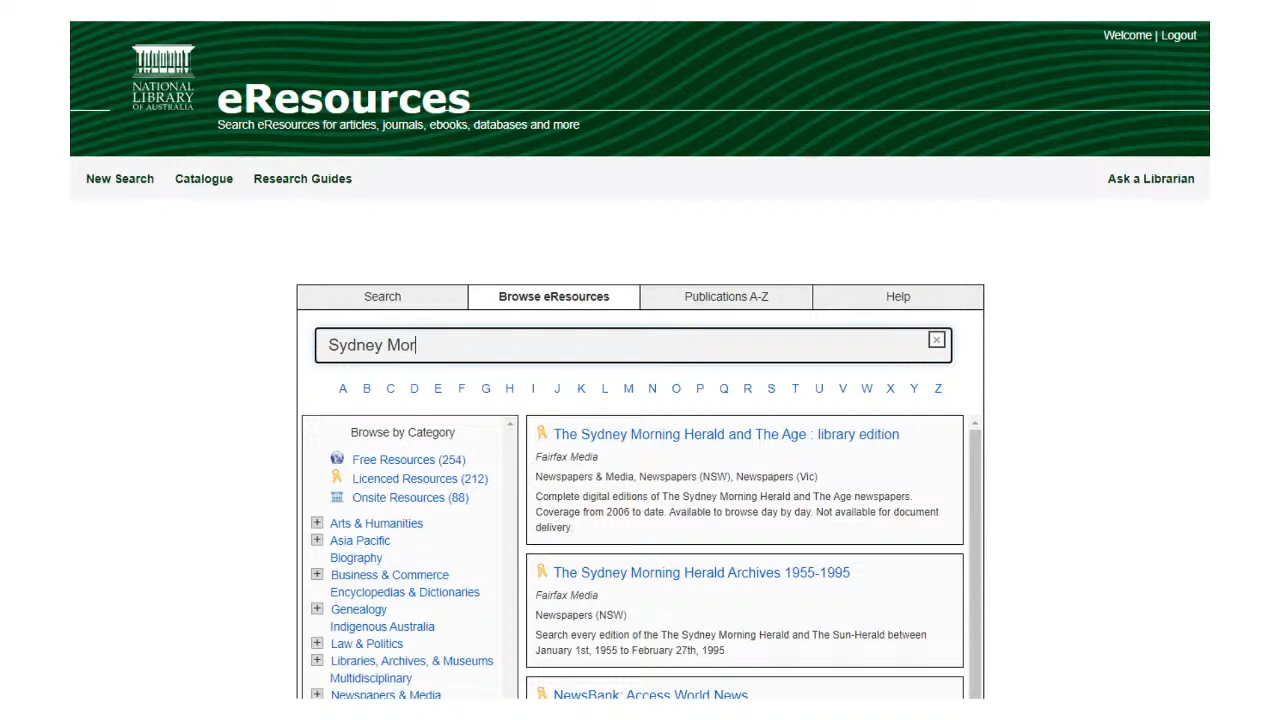 Welcome | Logout
NATIONAL
LIBRARY
OF AUSTRALIA
eResources
Search eResources for articles, journals, ebooks, databases and more
New Search Catalogue Research Guides Ask a Librarian
Search Browse eResources Publications A-Z Help
Sydney Mor
A B C D E F G H I J K L M N O P Q R S T U V W X Y Z
Browse by Category
Free Resources (254)
Licenced Resources (212)
Onsite Resources (88)
Arts & Humanities
Asia Pacific
Biography
Business & Commerce
Encyclopedias & Dictionaries
Genealogy
Indigenous Australia
Law & Politics
Libraries, Archives, & Museums
Multidisciplinary
Newspapers & Media
The Sydney Morning Herald and The Age : library edition
Fairfax Media
Newspapers & Media, Newspapers (NSW), Newspapers (Vic)
Complete digital editions of The Sydney Morning Herald and The Age newspapers.
Coverage from 2006 to date. Available to browse day by day. Not available for document
delivery.
The Sydney Morning Herald Archives 1955-1995
Fairfax Media
Newspapers (NSW)
Search every edition of the The Sydney Morning Herald and The Sun-Herald between
January 1st, 1955 to February 27th, 1995
NewsBank: Access World News